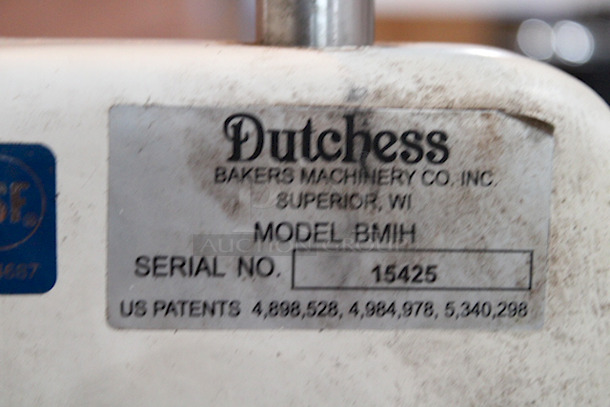 Dutchess
BAKERS MACHINERY CO. INC.
SUPERIOR, WI
MODEL BMIH
SERIAL NO. 15425
US PATENTS 4,898,528, 4,984,978, 5,340,298
SF®